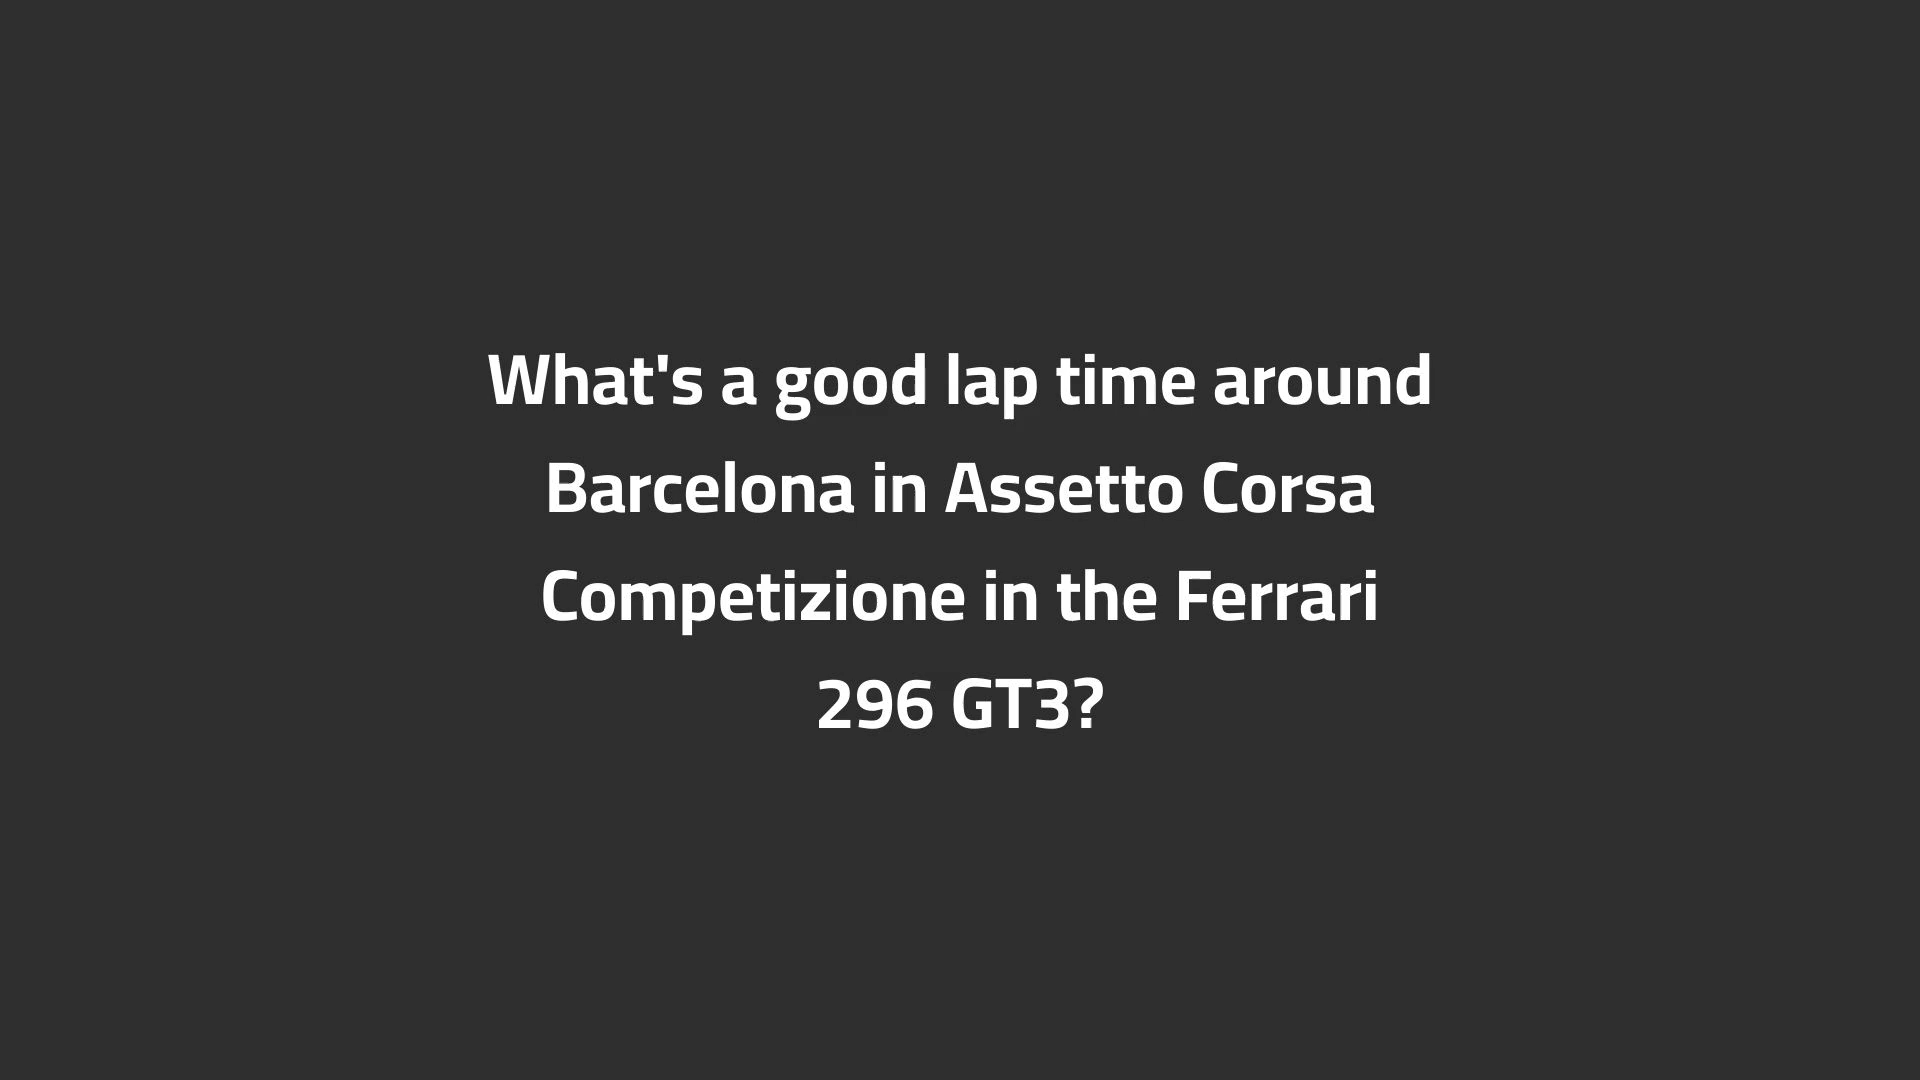 What's a good lap time around
Barcelona in Assetto Corsa
Competizione in the Ferrari
296 GT3?